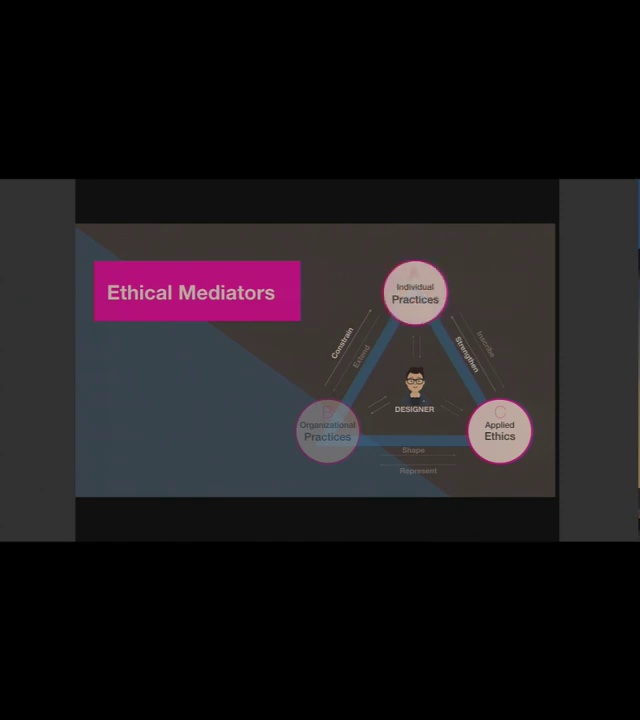 Ethical Mediators
A
Individual
Practices
Constrain
Extend
Inscribe
Strengthen
DESIGNER
B
Organizational
Practices
C
Applied
Ethics
Shape
Represent